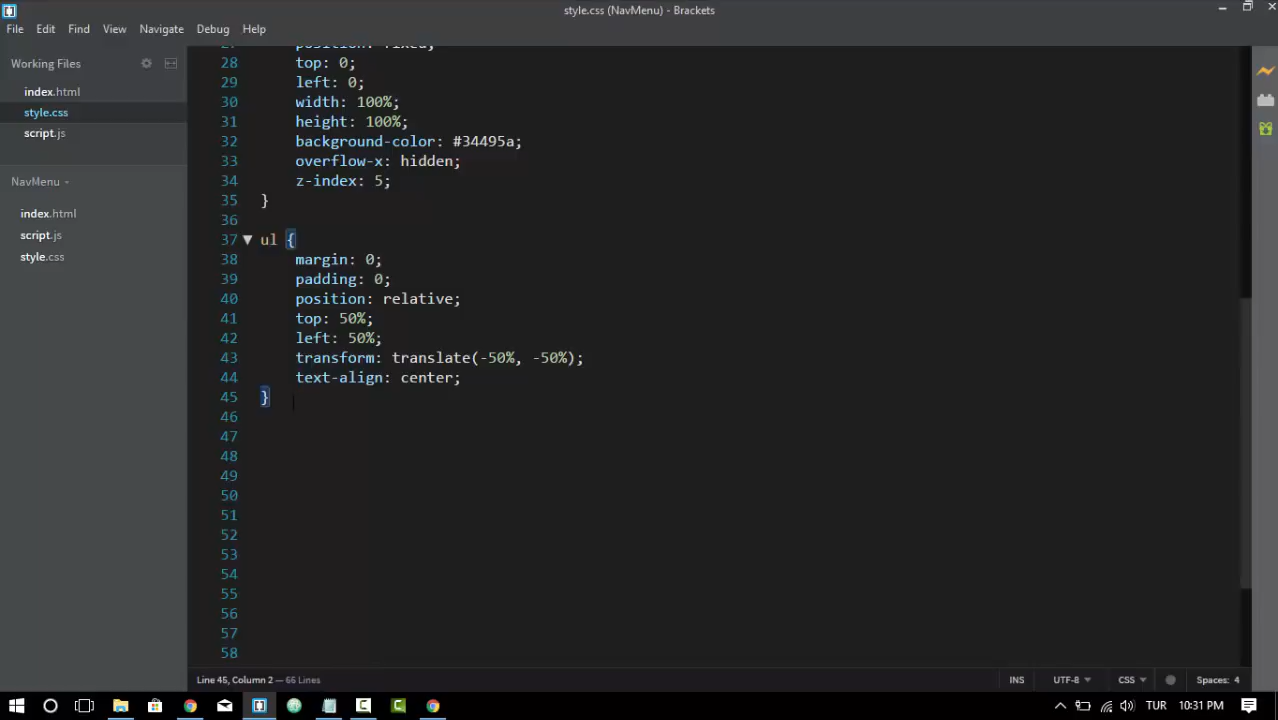 style.css (NavMenu) - Brackets
File Edit Find View Navigate Debug Help
Working Files
index.html
style.css
script.js
NavMenu
index.html
script.js
style.css
27 position: fixed;
28 top: 0;
29 left: 0;
30 width: 100%;
31 height: 100%;
32 background-color: #34495a;
33 overflow-x: hidden;
34 z-index: 5;
35 }
36
37 ul {
38 margin: 0;
39 padding: 0;
40 position: relative;
41 top: 50%;
42 left: 50%;
43 transform: translate(-50%, -50%);
44 text-align: center;
45 }
46
47
48
49
50
51
52
53
54
55
56
57
58
Line 45, Column 2 — 66 Lines
INS UTF-8 CSS Spaces: 4
TUR 10:31 PM